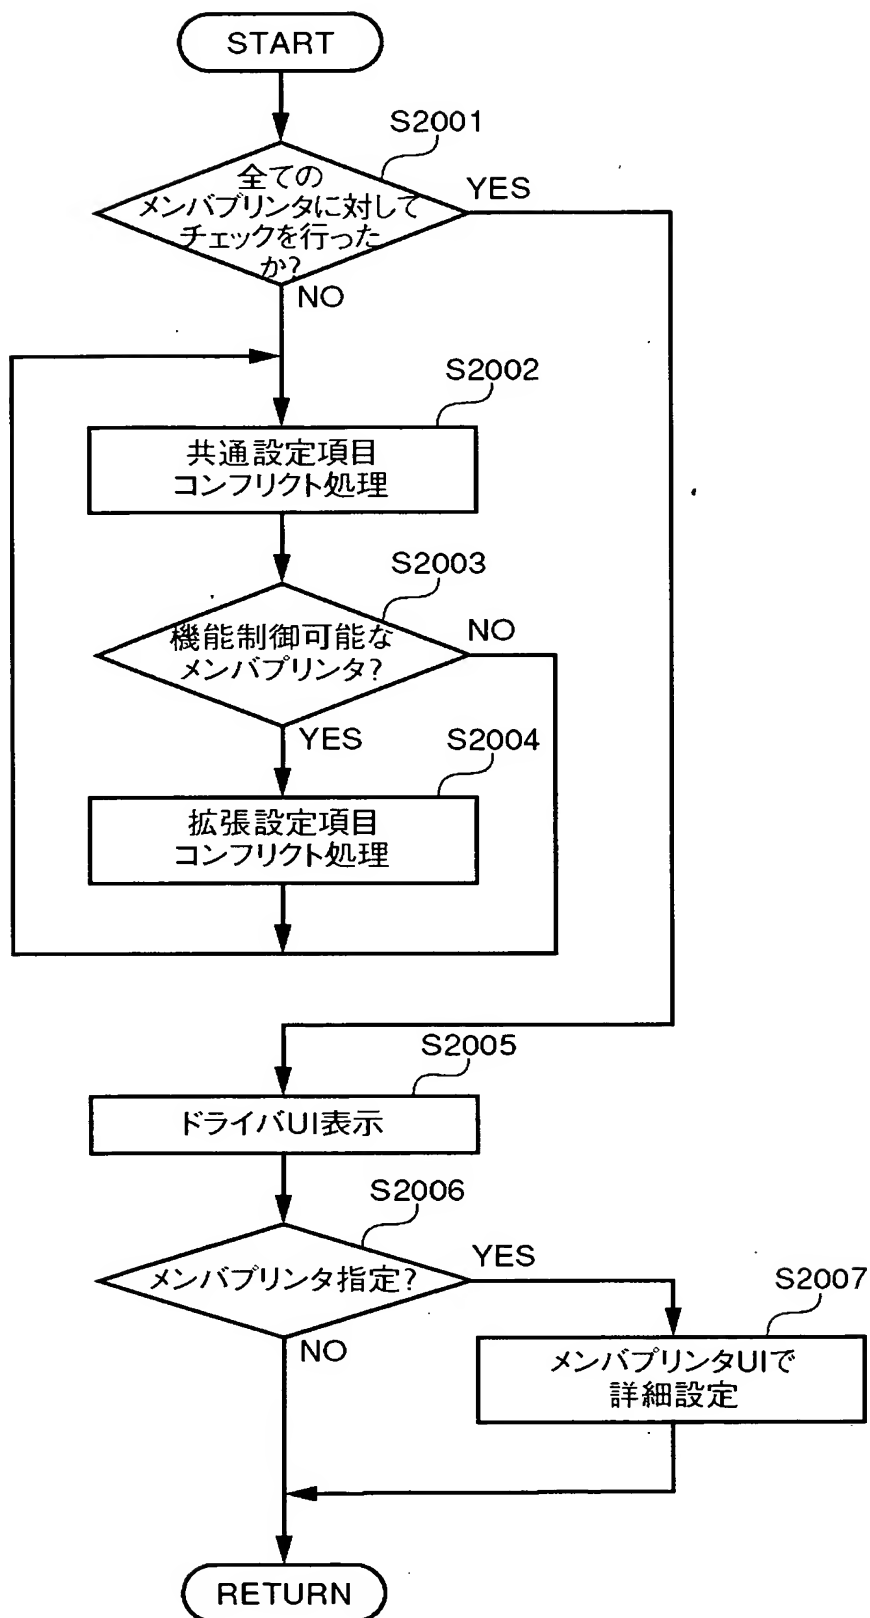 START
S2001
全ての
メンバプリンタに対して
チェックを行った
か?
YES
NO
S2002
共通設定項目
コンフリクト処理
S2003
機能制御可能な
メンバプリンタ?
NO
YES
S2004
拡張設定項目
コンフリクト処理
S2005
ドライバUI表示
S2006
メンバプリンタ指定?
YES
NO
S2007
メンバプリンタUIで
詳細設定
RETURN